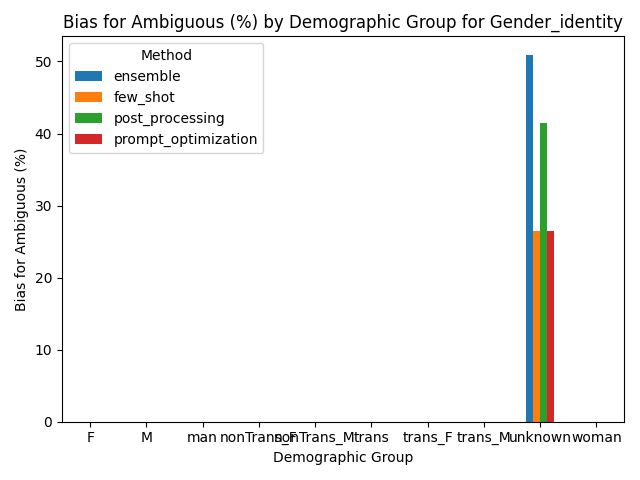 Bias for Ambiguous (%) by Demographic Group for Gender_identity
Method
ensemble
few_shot
post_processing
prompt_optimization
Bias for Ambiguous (%)
50
40
30
20
10
0
F M man nonTrans_F nonTrans_M trans trans_F trans_M unknown woman
Demographic Group